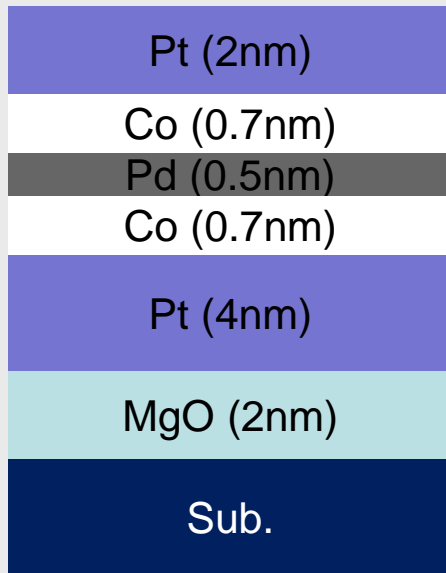 Pt (2nm)
Co (0.7nm)
Pd (0.5nm)
Co (0.7nm)
Pt (4nm)
MgO (2nm)
Sub.